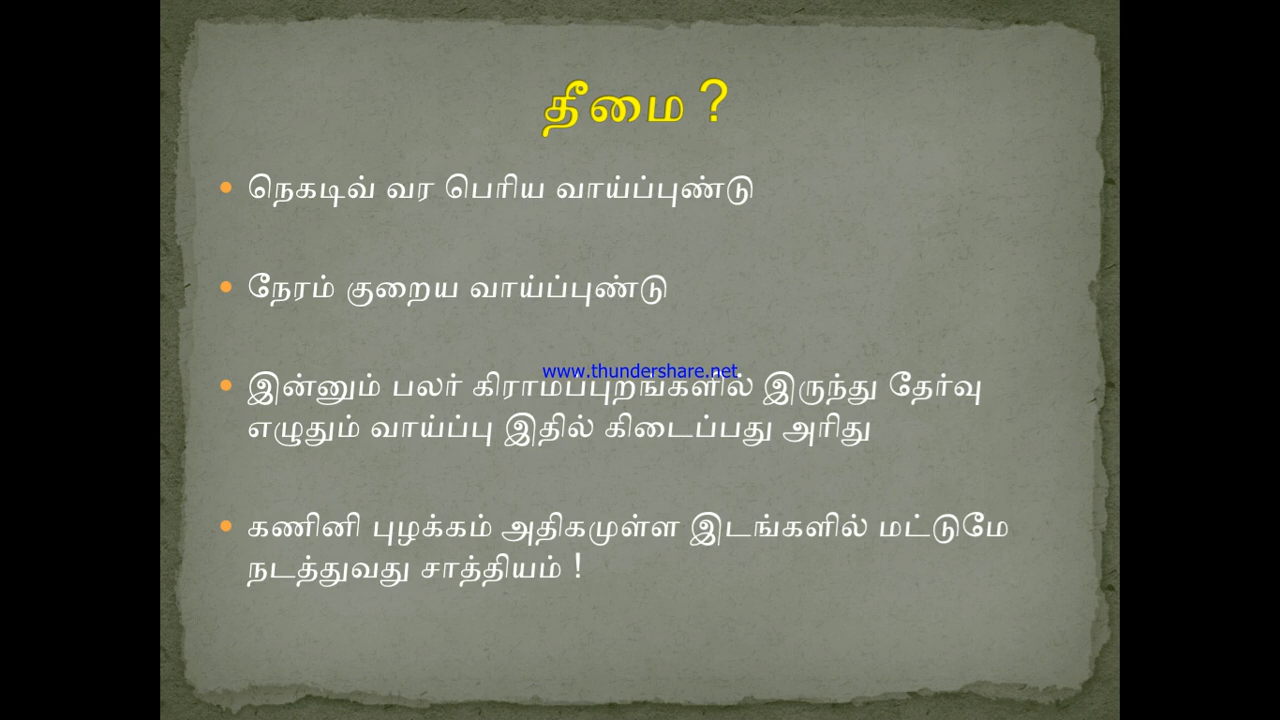 தீமை ?
• நெகடிவ் வர பெரிய வாய்ப்புண்டு
• நேரம் குறைய வாய்ப்புண்டு
www.thundershare.net
• இன்னும் பலர் கிராமப்புறங்களில் இருந்து தேர்வு
எழுதும் வாய்ப்பு இதில் கிடைப்பது அரிது
• கணினி புழக்கம் அதிகமுள்ள இடங்களில் மட்டுமே
நடத்துவது சாத்தியம் !